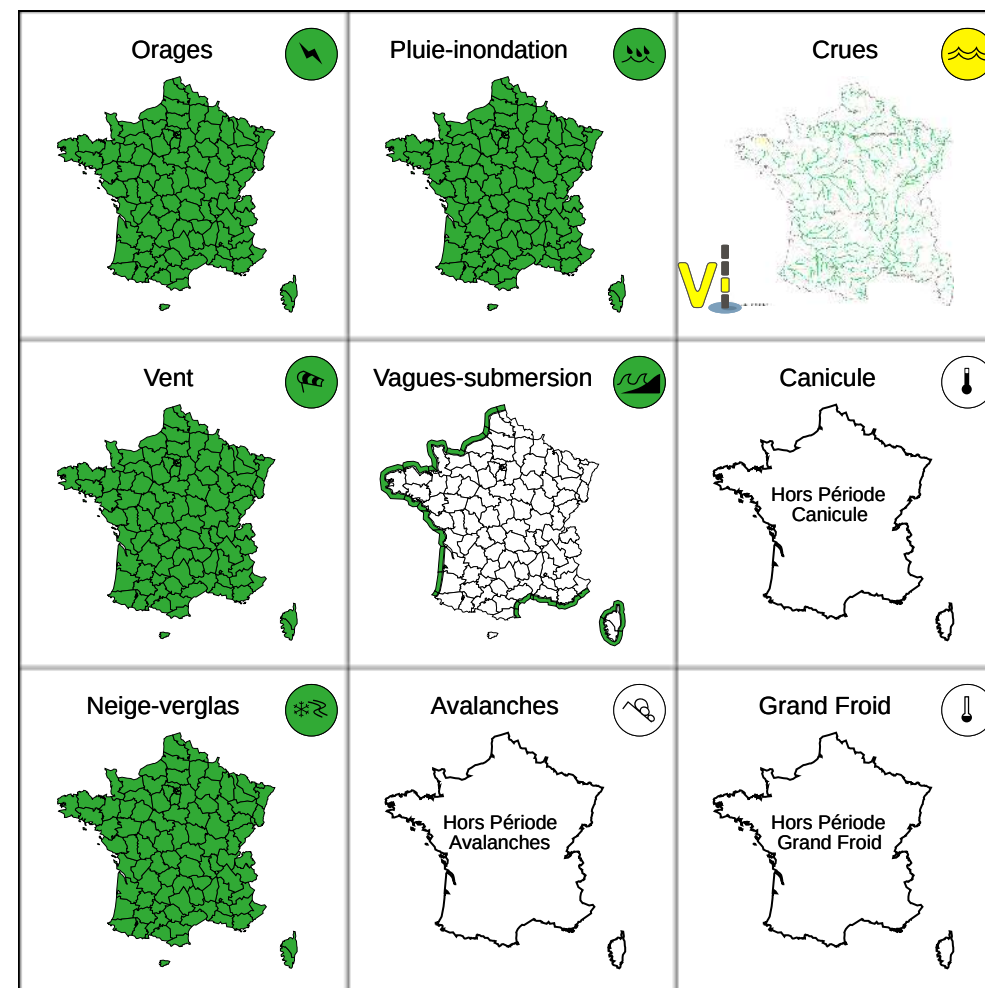 Orages
Pluie-inondation
Crues
Vi
Vent
Vagues-submersion
Canicule
Hors Période
Canicule
Neige-verglas
Avalanches
Grand Froid
Hors Période
Avalanches
Hors Période
Grand Froid